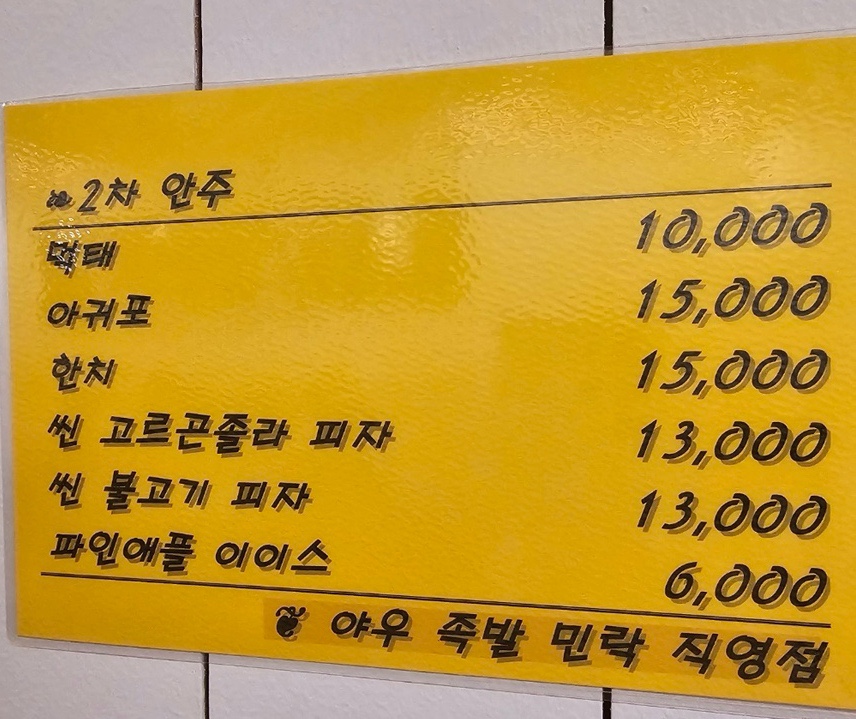 2차 안주
먹태 10,000
아귀포 15,000
한치 15,000
씬 고르곤졸라 피자 13,000
씬 불고기 피자 13,000
파인애플 이이스 6,000
야우 족발 민락 직영점